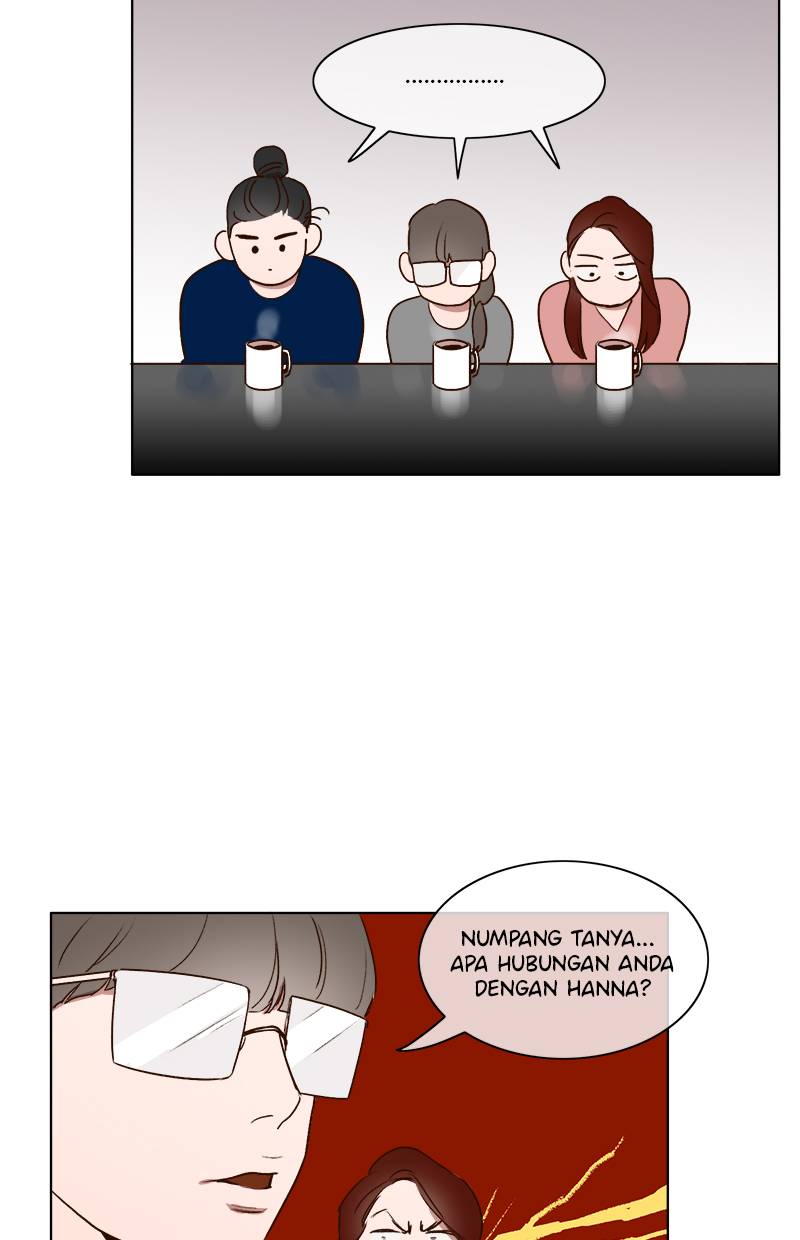 ................
NUMPANG TANYA...
APA HUBUNGAN ANDA
DENGAN HANNA?